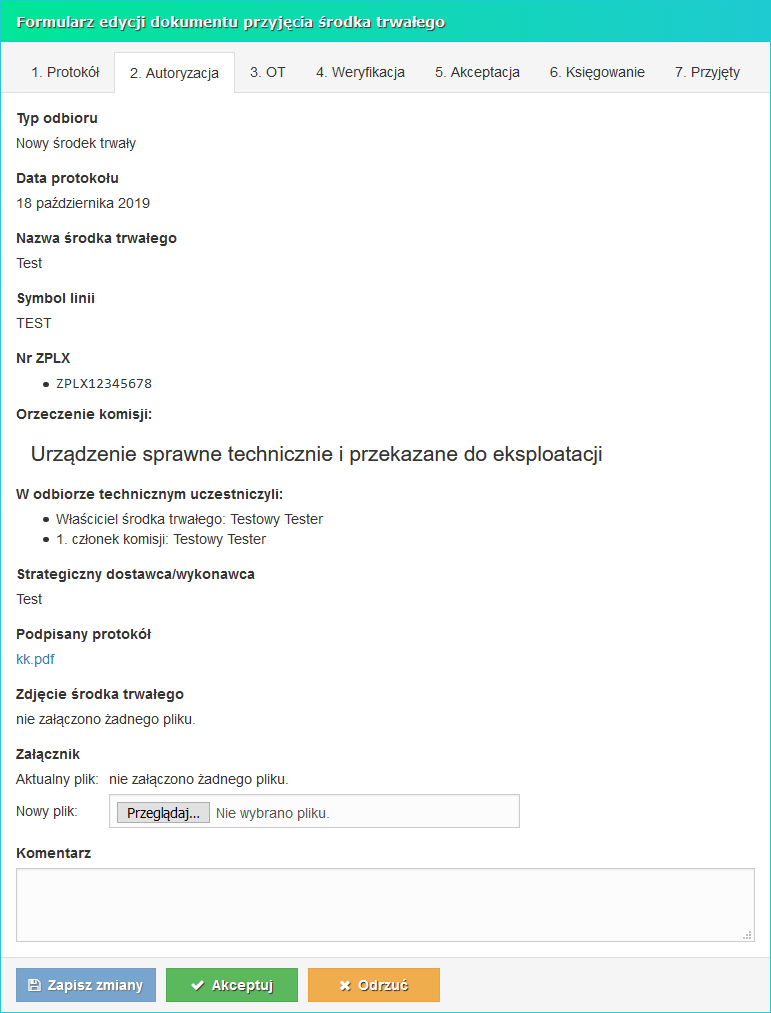 Formularz edycji dokumentu przyjęcia środka trwałego
1. Protokół 2. Autoryzacja 3. OT 4. Weryfikacja 5. Akceptacja 6. Księgowanie 7. Przyjęty
Typ odbioru
Nowy środek trwały
Data protokołu
18 października 2019
Nazwa środka trwałego
Test
Symbol linii
TEST
Nr ZPLX
• ZPLX12345678
Orzeczenie komisji:
Urządzenie sprawne technicznie i przekazane do eksploatacji
W odbiorze technicznym uczestniczyli:
• Właściciel środka trwałego: Testowy Tester
• 1. członek komisji: Testowy Tester
Strategiczny dostawca/wykonawca
Test
Podpisany protokół
kk.pdf
Zdjęcie środka trwałego
nie załączono żadnego pliku.
Załącznik
Aktualny plik: nie załączono żadnego pliku.
Nowy plik: Przeglądaj... Nie wybrano pliku.
Komentarz
Zapisz zmiany Akceptuj Odrzuć